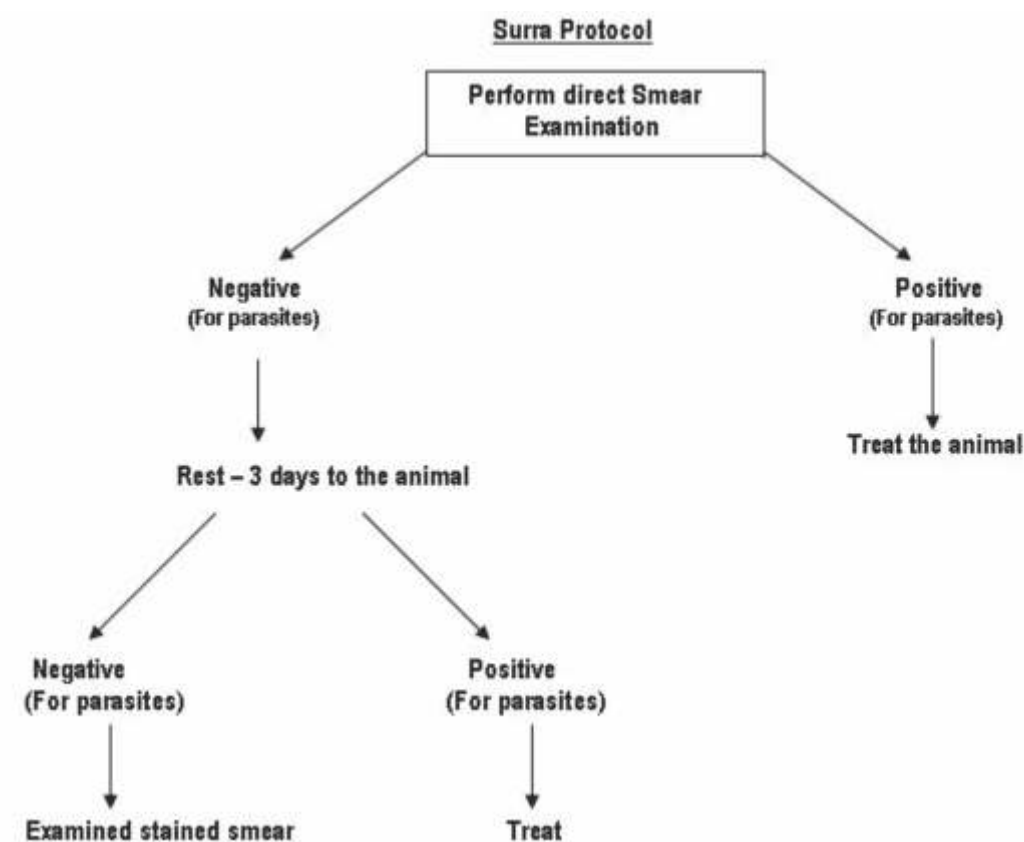 Surra Protocol
Perform direct Smear
Examination
Negative
(For parasites)
Positive
(For parasites)
Treat the animal
Rest – 3 days to the animal
Negative
(For parasites)
Positive
(For parasites)
Examined stained smear
Treat